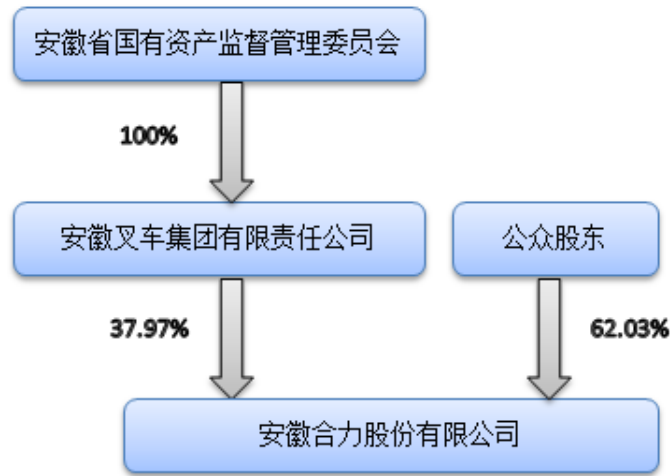 安徽省国有资产监督管理委员会
100%
安徽叉车集团有限责任公司
公众股东
37.97%
62.03%
安徽合力股份有限公司